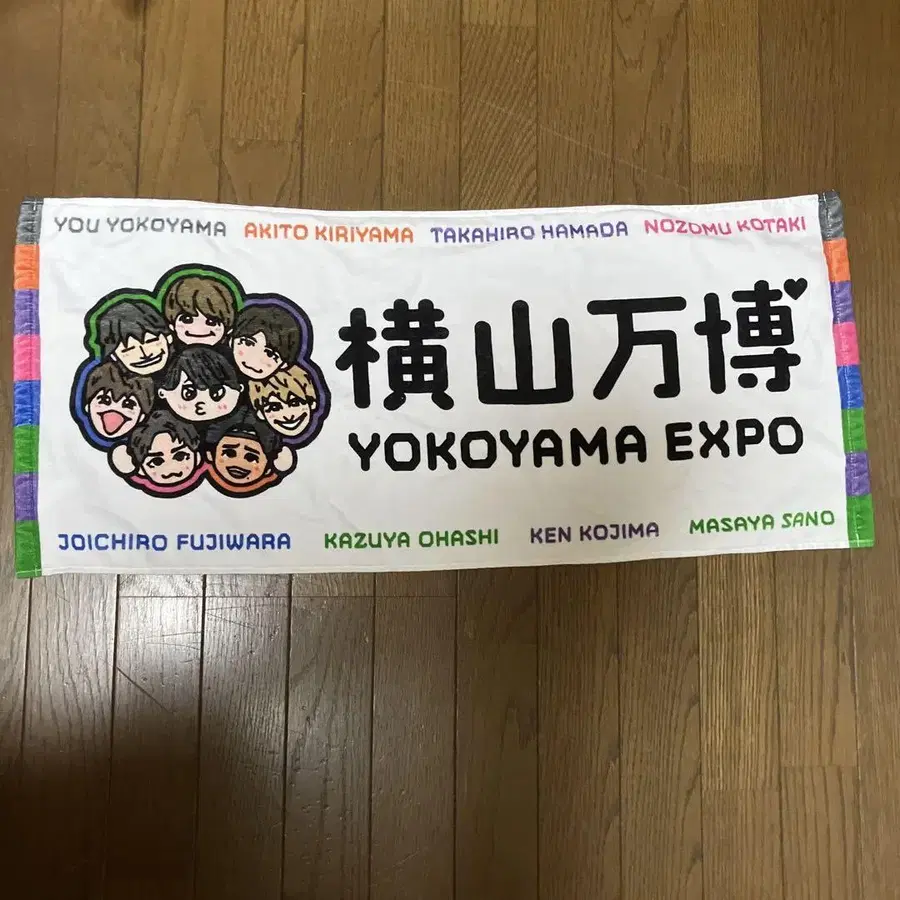 YOU YOKOYAMA AKITO KIRIYAMA TAKAHIRO HAMADA NOZOMU KOTAKI
横山万博
YOKOYAMA EXPO
JOICHIRO FUJIWARA KAZUYA OHASHI KEN KOJIMA MASAYA SANO